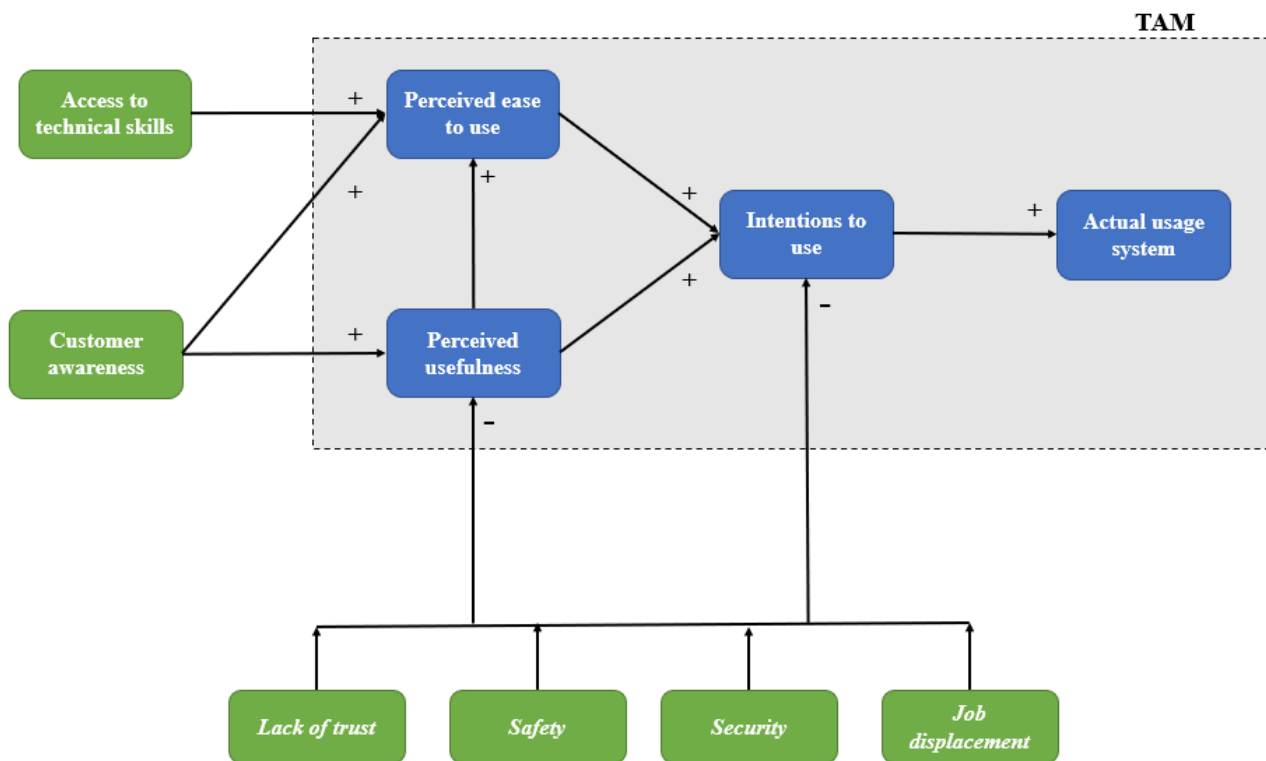 TAM
Access to
technical skills
+
Perceived ease
to use
+
+
+
Intentions to
use
+
Actual usage
system
Customer
awareness
+
Perceived
usefulness
+
-
-
Lack of trust
Safety
Security
Job
displacement